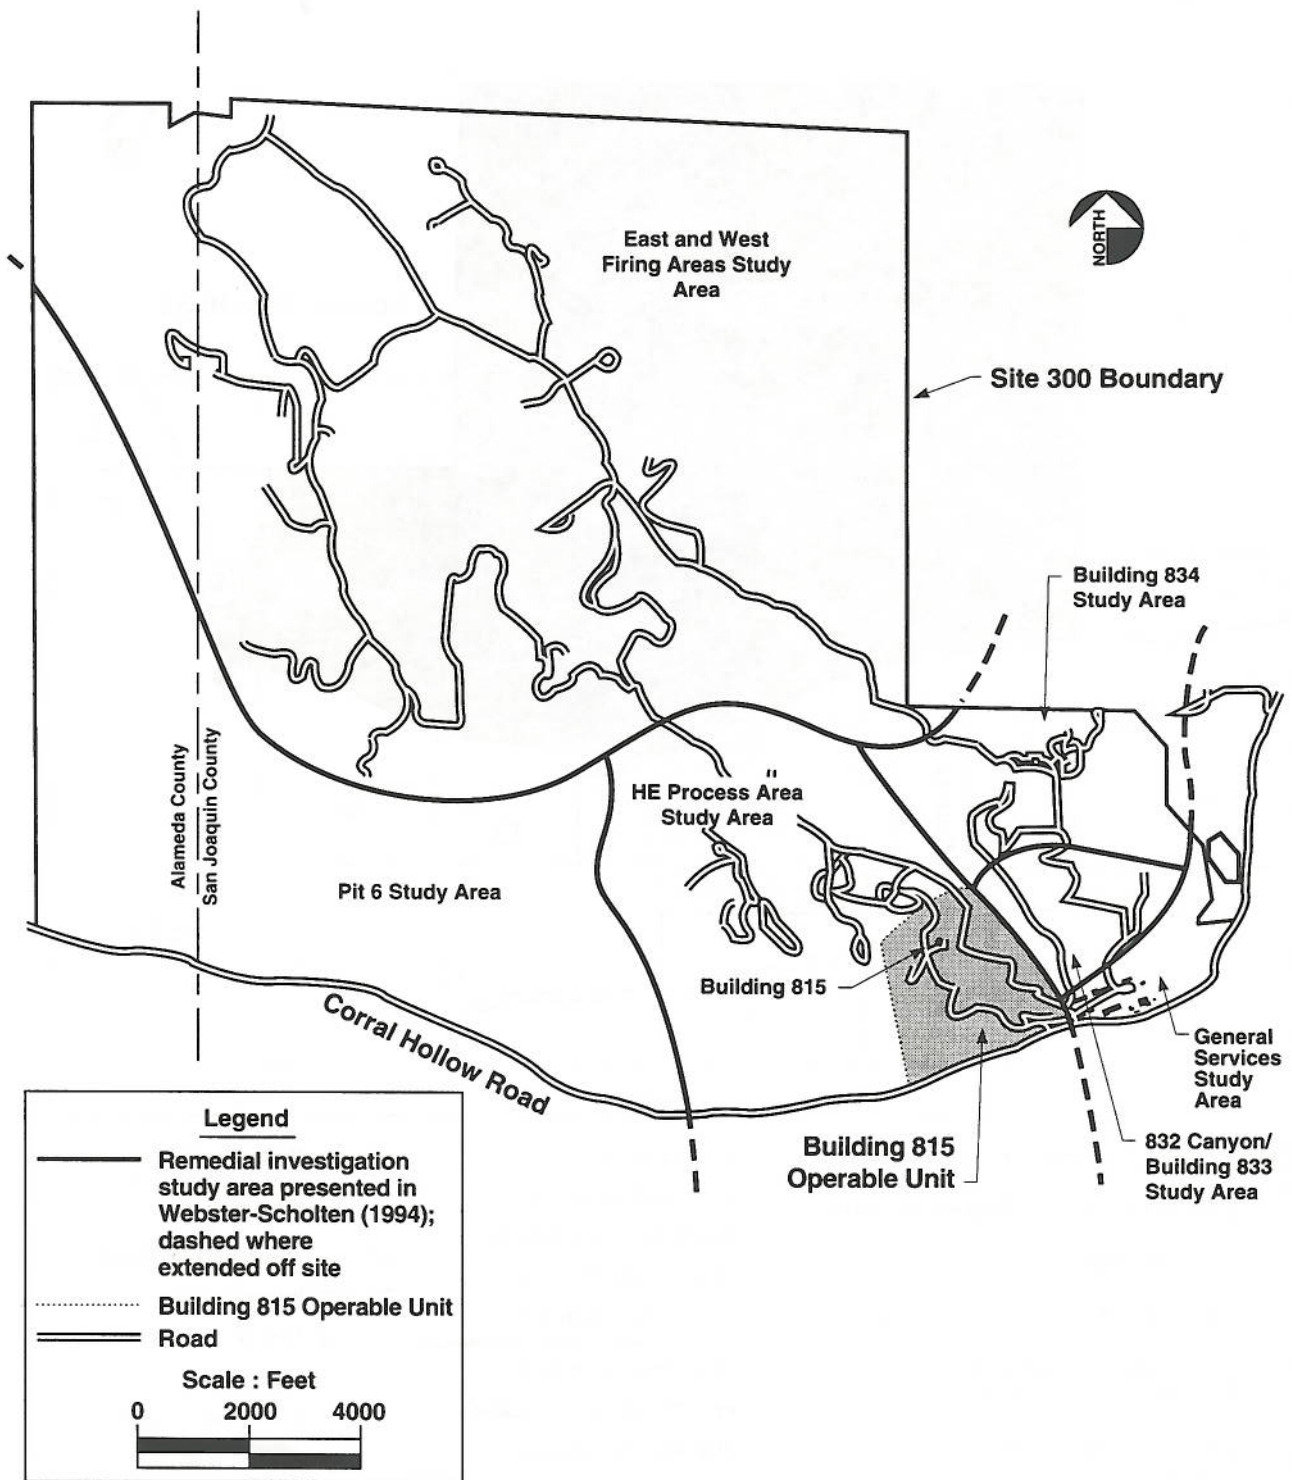 East and West
Firing Areas Study
Area
NORTH
Site 300 Boundary
Building 834
Study Area
Alameda County
San Joaquin County
HE Process Area
Study Area
Pit 6 Study Area
Building 815
Corral Hollow Road
General
Services
Study
Area
Building 815
Operable Unit
832 Canyon/
Building 833
Study Area
Legend
Remedial investigation
study area presented in
Webster-Scholten (1994);
dashed where
extended off site
Building 815 Operable Unit
Road
Scale : Feet
0 2000 4000